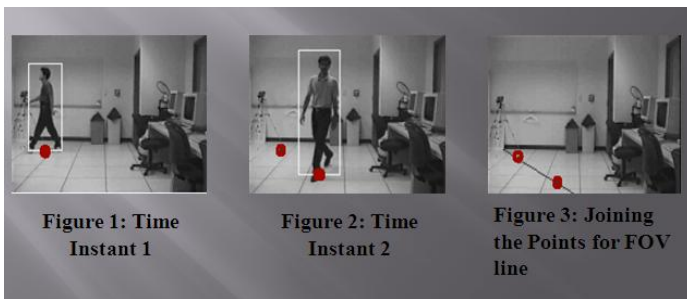 Figure 1: Time
Instant 1
Figure 2: Time
Instant 2
Figure 3: Joining
the Points for FOV
line